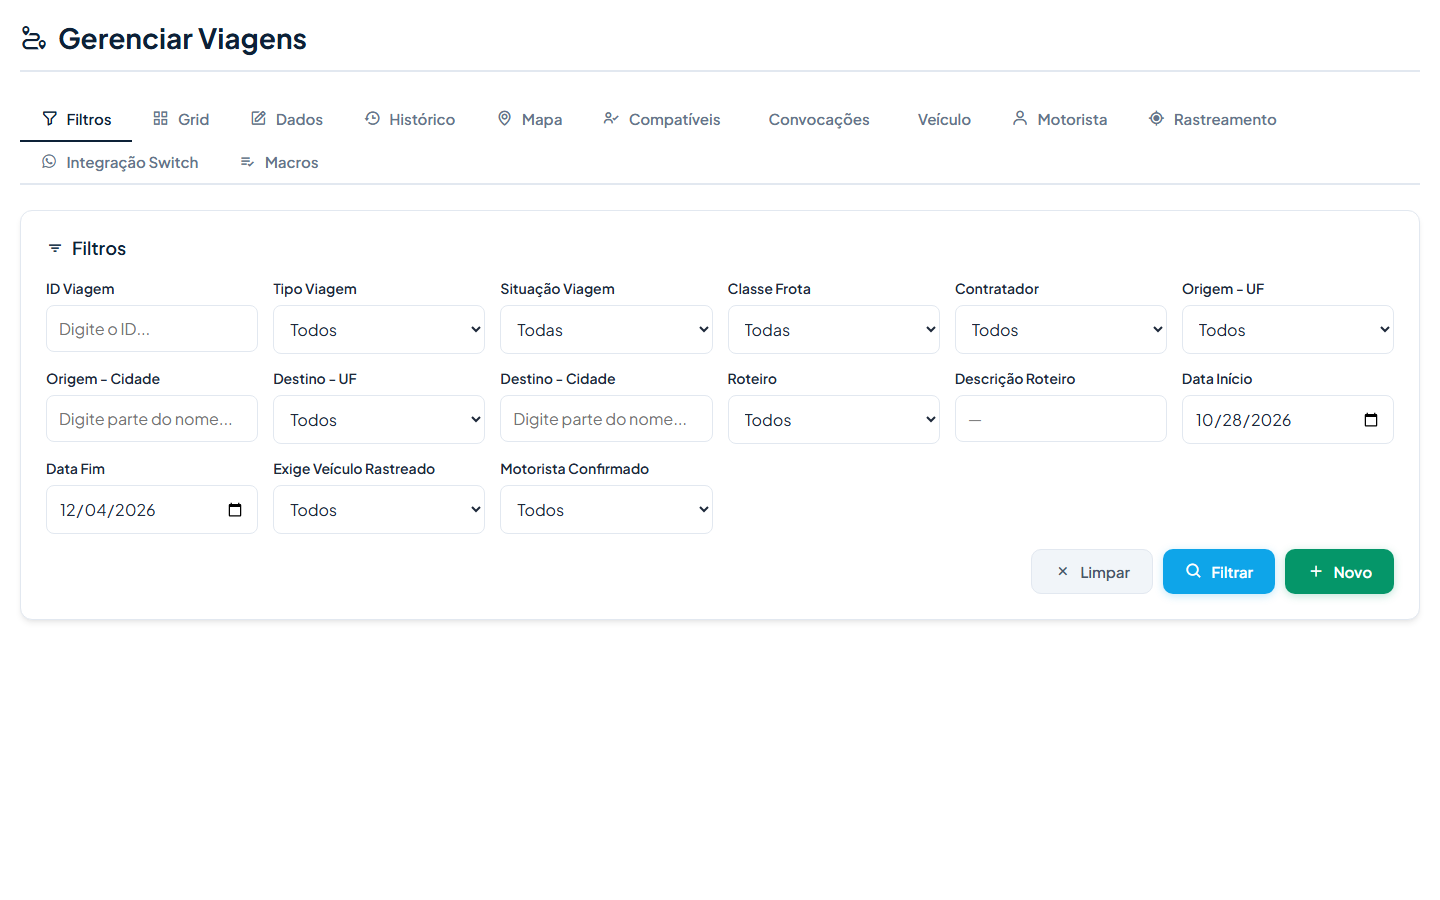 Gerenciar Viagens
Filtros Grid Dados Histórico Mapa Compatíveis Convocações Veículo Motorista Rastreamento
Integração Switch Macros
Filtros
ID Viagem Tipo Viagem Situação Viagem Classe Frota Contratador Origem - UF
Digite o ID... Todos Todas Todas Todos Todos
Origem - Cidade Destino - UF Destino - Cidade Roteiro Descrição Roteiro Data Início
Digite parte do nome... Todos Digite parte do nome... Todos — 10/28/2026
Data Fim Exige Veículo Rastreado Motorista Confirmado
12/04/2026 Todos Todos
Limpar Filtrar Novo